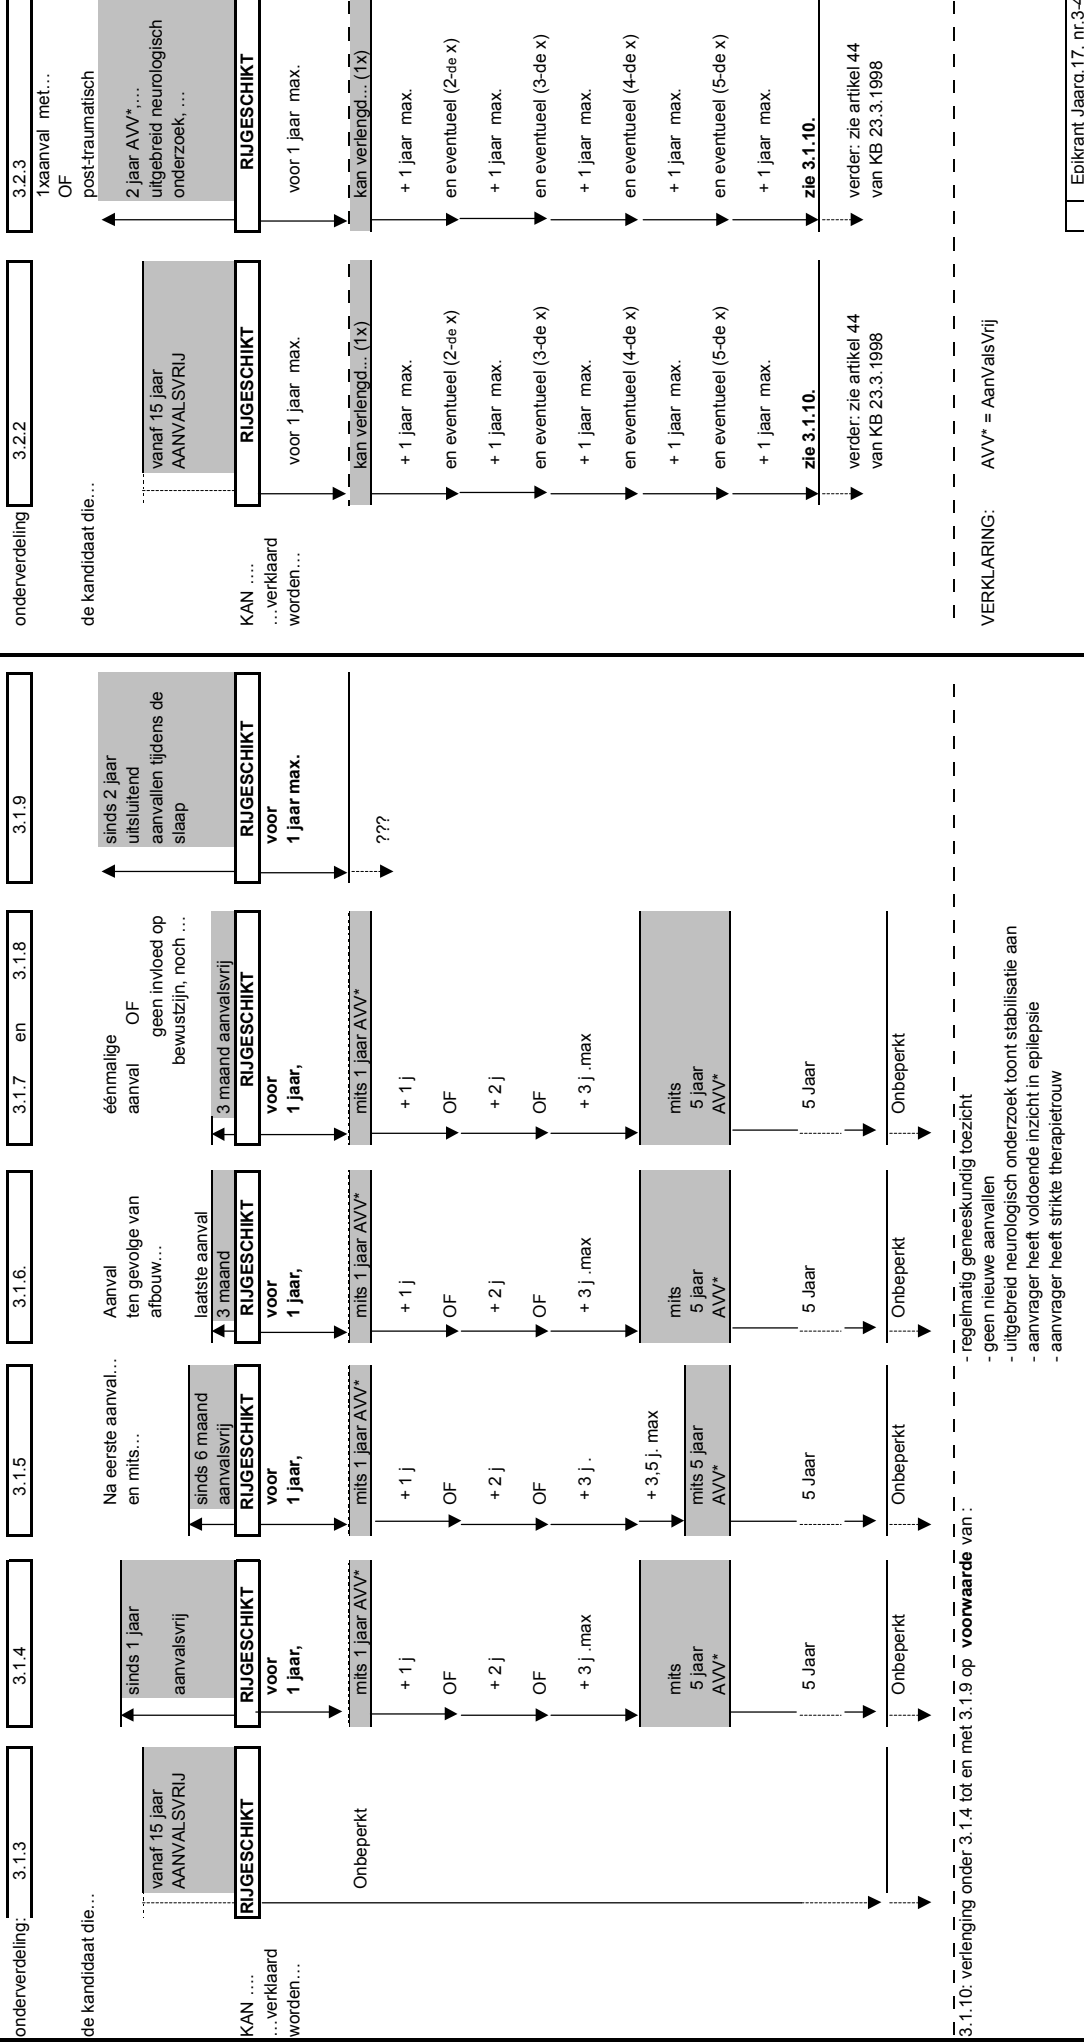 onderverdeling:
3.1.3
3.1.4
3.1.5
3.1.6.
3.1.7 en 3.1.8
3.1.9
de kandidaat die…
vanaf 15 jaar
AANVALSVRIJ
sinds 1 jaar
aanvalsvrij
Na eerste aanval…
en mits…
sinds 6 maand
aanvalsvrij
Aanval
ten gevolge van
afbouw…
laatste aanval
3 maand
éénmalige
aanval OF
geen invloed op
bewustzijn, noch …
3 maand aanvalsvrij
sinds 2 jaar
uitsluitend
aanvallen tijdens de
slaap
KAN ….
…verklaard
worden…
RIJGESCHIKT
RIJGESCHIKT
RIJGESCHIKT
RIJGESCHIKT
RIJGESCHIKT
RIJGESCHIKT
Onbeperkt
voor
1 jaar,
mits 1 jaar AVV*
+ 1 j
OF
+ 2 j
OF
+ 3 j .max
mits
5 jaar
AVV*
5 Jaar
Onbeperkt
voor
1 jaar,
mits 1 jaar AVV*
+ 1 j
OF
+ 2 j
OF
+ 3 j .
+ 3,5 j. max
mits 5 jaar
AVV*
5 Jaar
Onbeperkt
voor
1 jaar,
mits 1 jaar AVV*
+ 1 j
OF
+ 2 j
OF
+ 3 j .max
mits
5 jaar
AVV*
5 Jaar
Onbeperkt
voor
1 jaar,
mits 1 jaar AVV*
+ 1 j
OF
+ 2 j
OF
+ 3 j .max
mits
5 jaar
AVV*
5 Jaar
Onbeperkt
voor
1 jaar max.
???
3.1.10: verlenging onder 3.1.4 tot en met 3.1.9 op voorwaarde van :
- regelmatig geneeskundig toezicht
- geen nieuwe aanvallen
- uitgebreid neurologisch onderzoek toont stabilisatie aan
- aanvrager heeft voldoende inzicht in epilepsie
- aanvrager heeft strikte therapietrouw
onderverdeling
3.2.2
3.2.3
de kandidaat die…
vanaf 15 jaar
AANVALSVRIJ
1xaanval met…
OF
post-traumatisch
2 jaar AVV*,…
uitgebreid neurologisch
onderzoek, …
KAN ….
…verklaard
worden…
RIJGESCHIKT
voor 1 jaar max.
kan verlengd… (1x)
+ 1 jaar max.
en eventueel (2-de x)
+ 1 jaar max.
en eventueel (3-de x)
+ 1 jaar max.
en eventueel (4-de x)
+ 1 jaar max.
en eventueel (5-de x)
+ 1 jaar max.
zie 3.1.10.
verder: zie artikel 44
van KB 23.3.1998
RIJGESCHIKT
voor 1 jaar max.
kan verlengd… (1x)
+ 1 jaar max.
en eventueel (2-de x)
+ 1 jaar max.
en eventueel (3-de x)
+ 1 jaar max.
en eventueel (4-de x)
+ 1 jaar max.
en eventueel (5-de x)
+ 1 jaar max.
zie 3.1.10.
verder: zie artikel 44
van KB 23.3.1998
VERKLARING: AVV* = AanValsVrij
Epikrant Jaarg.17, nr.3-4